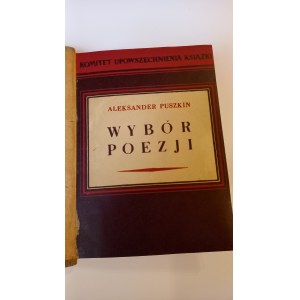 KOMITET UPOWSZECHNIENIA KSIĄŻKI
ALEKSANDER PUSZKIN
WYBÓR
POEZJI